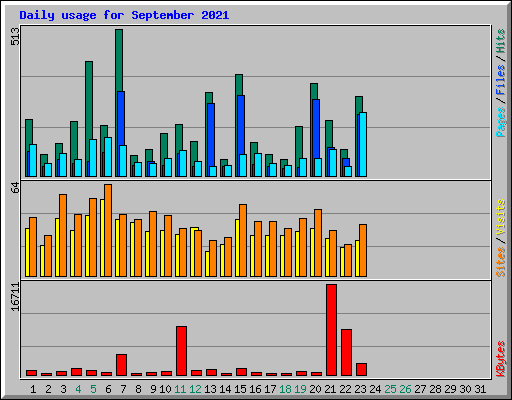 Daily usage for September 2021
513
64
16711
Pages / Files / Hits
Sites / Visits
KBytes
1 2 3 4 5 6 7 8 9 10 11 12 13 14 15 16 17 18 19 20 21 22 23 24 25 26 27 28 29 30 31